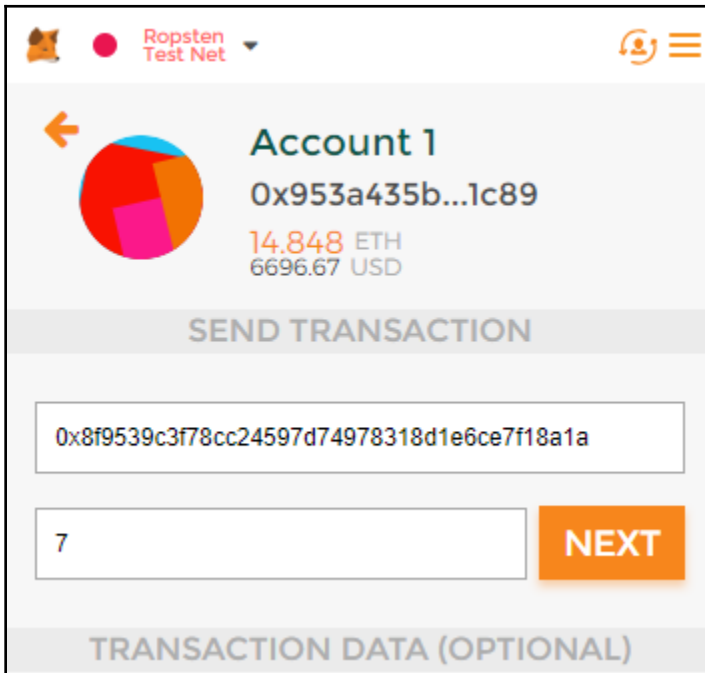 Ropsten
Test Net
Account 1
0x953a435b...1c89
14.848 ETH
6696.67 USD
SEND TRANSACTION
0x8f9539c3f78cc24597d74978318d1e6ce7f18a1a
7
NEXT
TRANSACTION DATA (OPTIONAL)